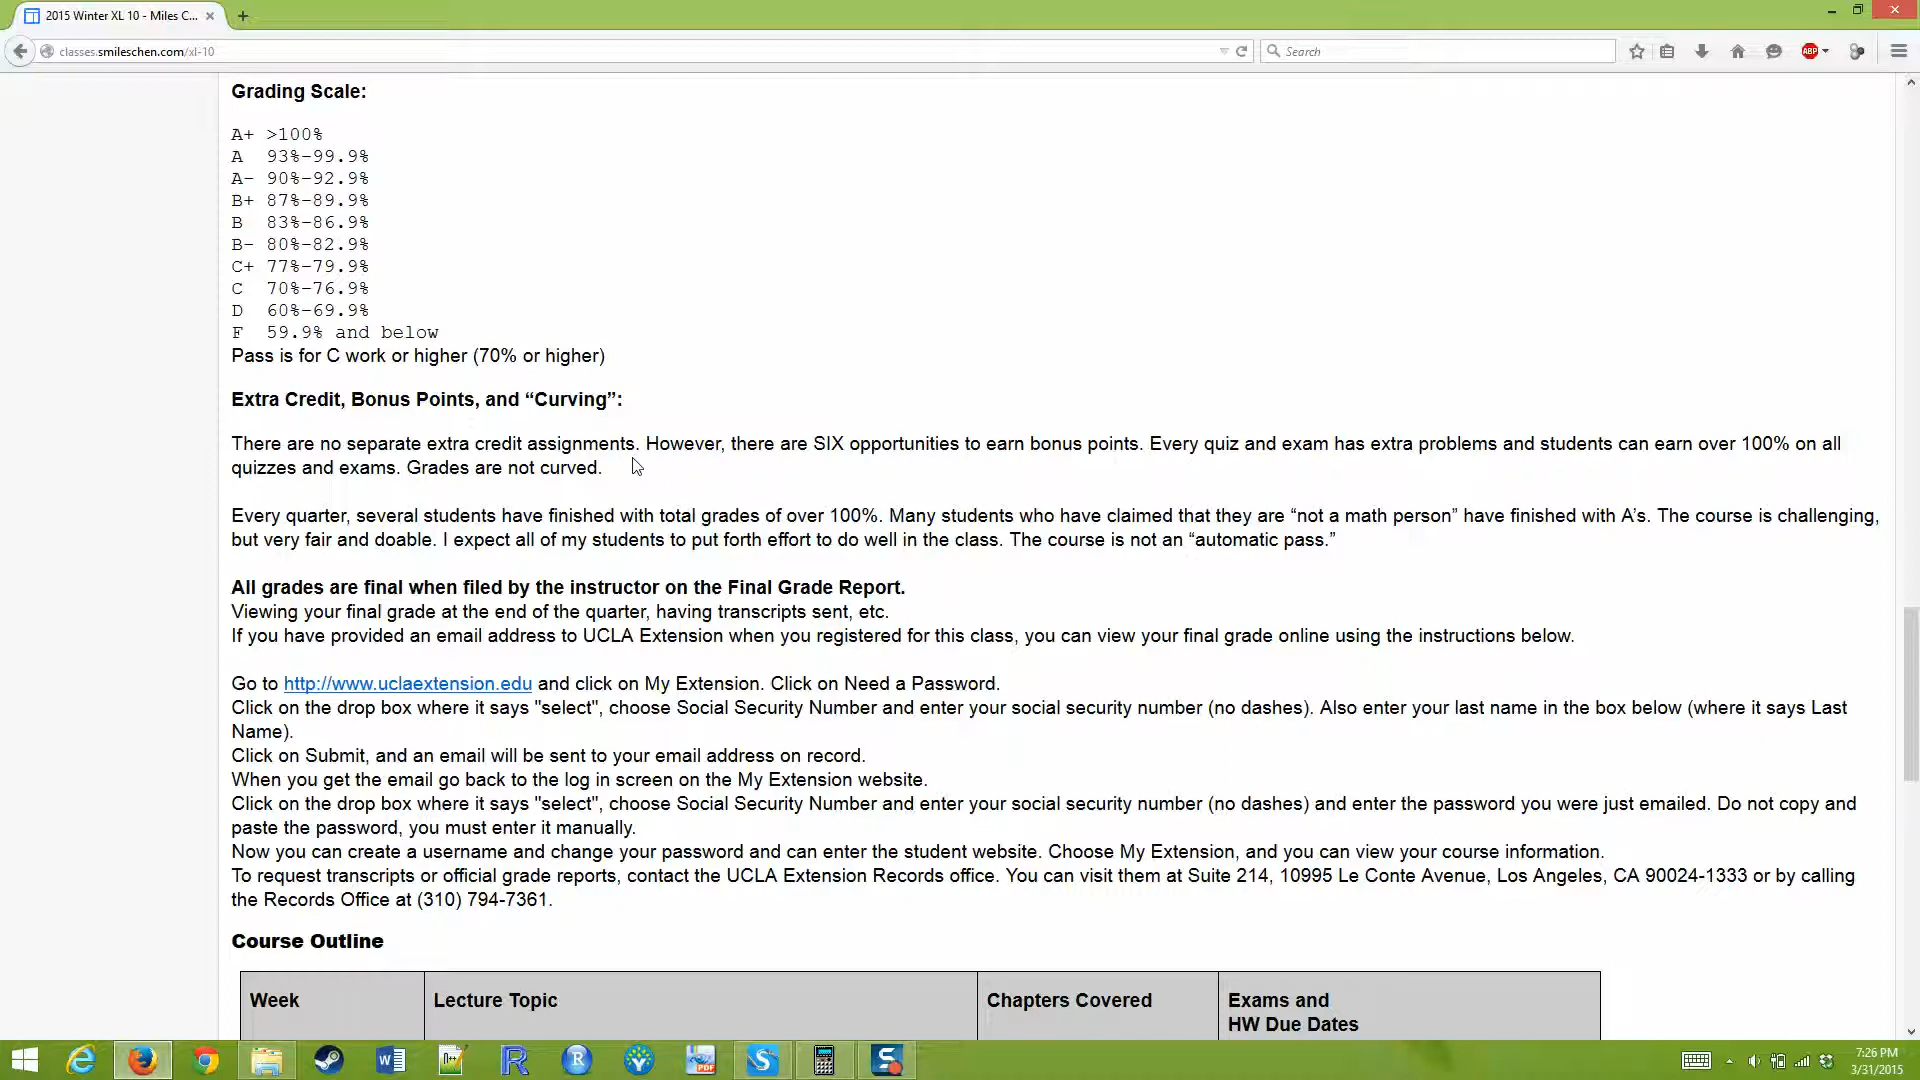 2015 Winter XL 10 - Miles C...
classes.smileschen.com/xl-10
Search
ABP
Grading Scale:
A+ >100%
A 93%-99.9%
A- 90%-92.9%
B+ 87%-89.9%
B 83%-86.9%
B- 80%-82.9%
C+ 77%-79.9%
C 70%-76.9%
D 60%-69.9%
F 59.9% and below
Pass is for C work or higher (70% or higher)
Extra Credit, Bonus Points, and “Curving”:
There are no separate extra credit assignments. However, there are SIX opportunities to earn bonus points. Every quiz and exam has extra problems and students can earn over 100% on all
quizzes and exams. Grades are not curved.
Every quarter, several students have finished with total grades of over 100%. Many students who have claimed that they are “not a math person” have finished with A’s. The course is challenging,
but very fair and doable. I expect all of my students to put forth effort to do well in the class. The course is not an “automatic pass.”
All grades are final when filed by the instructor on the Final Grade Report.
Viewing your final grade at the end of the quarter, having transcripts sent, etc.
If you have provided an email address to UCLA Extension when you registered for this class, you can view your final grade online using the instructions below.
Go to http://www.uclaextension.edu and click on My Extension. Click on Need a Password.
Click on the drop box where it says "select", choose Social Security Number and enter your social security number (no dashes). Also enter your last name in the box below (where it says Last
Name).
Click on Submit, and an email will be sent to your email address on record.
When you get the email go back to the log in screen on the My Extension website.
Click on the drop box where it says "select", choose Social Security Number and enter your social security number (no dashes) and enter the password you were just emailed. Do not copy and
paste the password, you must enter it manually.
Now you can create a username and change your password and can enter the student website. Choose My Extension, and you can view your course information.
To request transcripts or official grade reports, contact the UCLA Extension Records office. You can visit them at Suite 214, 10995 Le Conte Avenue, Los Angeles, CA 90024-1333 or by calling
the Records Office at (310) 794-7361.
Course Outline
Week
Lecture Topic
Chapters Covered
Exams and
HW Due Dates
PDF
7:26 PM
3/31/2015